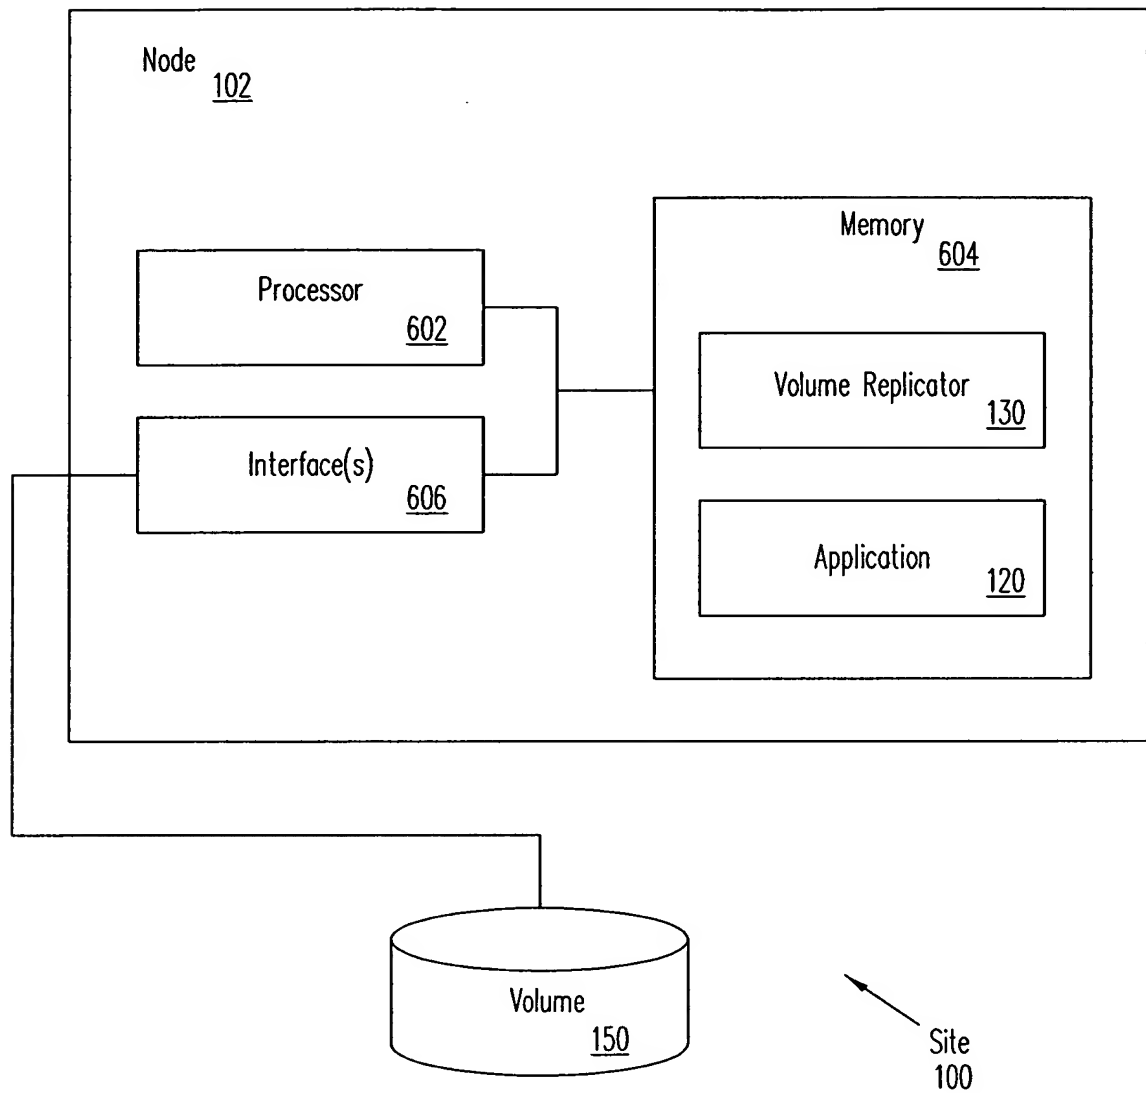 Node
102
Memory
604
Processor
602
Volume Replicator
130
Interface(s)
606
Application
120
Volume
150
Site
100